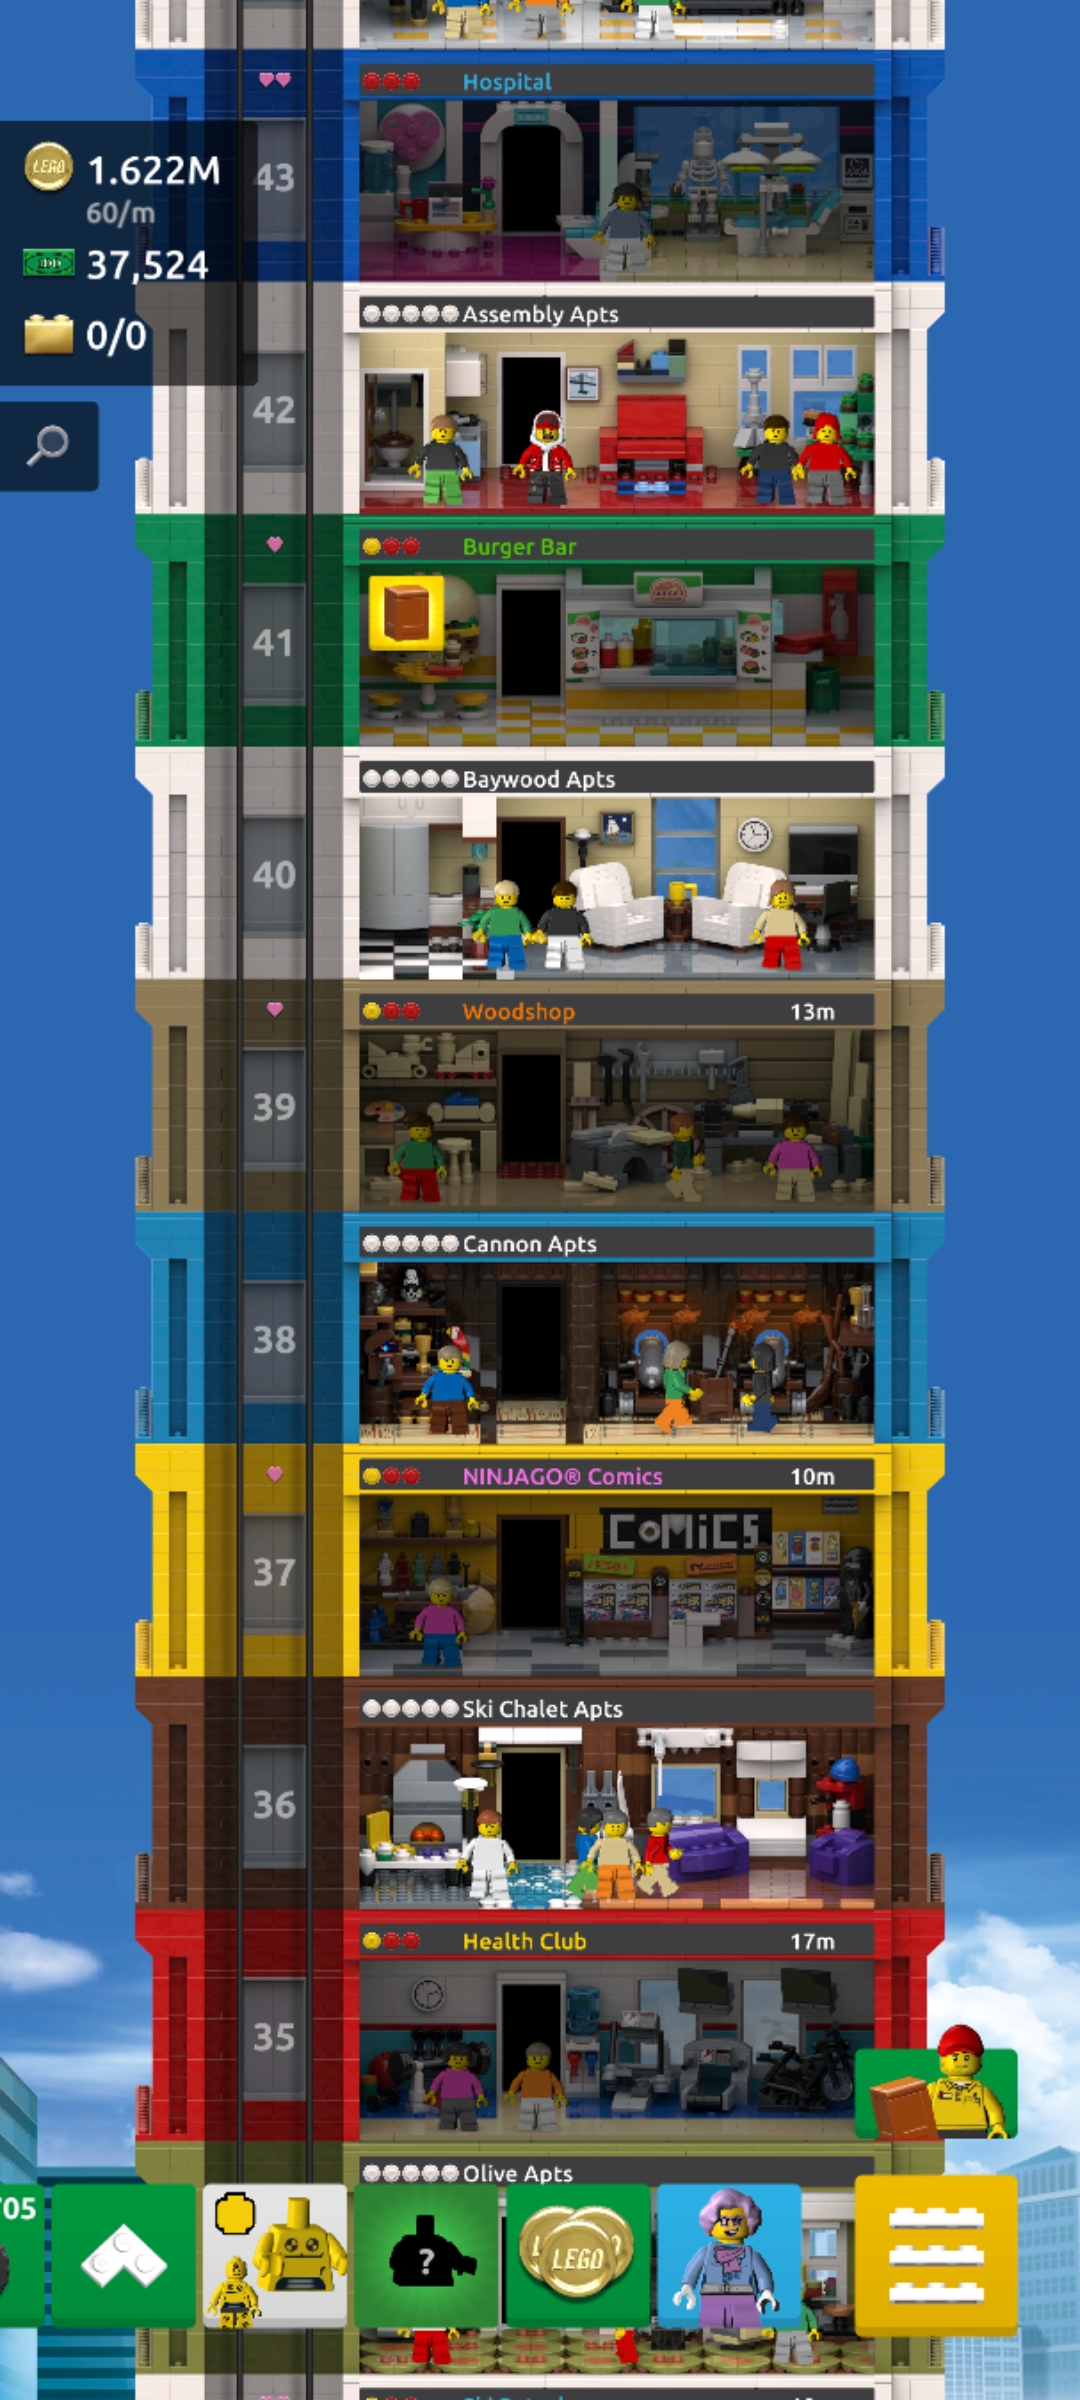 Hospital
43
LEGO 1.622M
60/m
37,524
0/0
Assembly Apts
42
Burger Bar
41
Baywood Apts
40
Woodshop 13m
39
Cannon Apts
38
NINJAGO® Comics 10m
COMiCS
37
Ski Chalet Apts
36
Health Club 17m
35
Olive Apts
05
?
LEGO